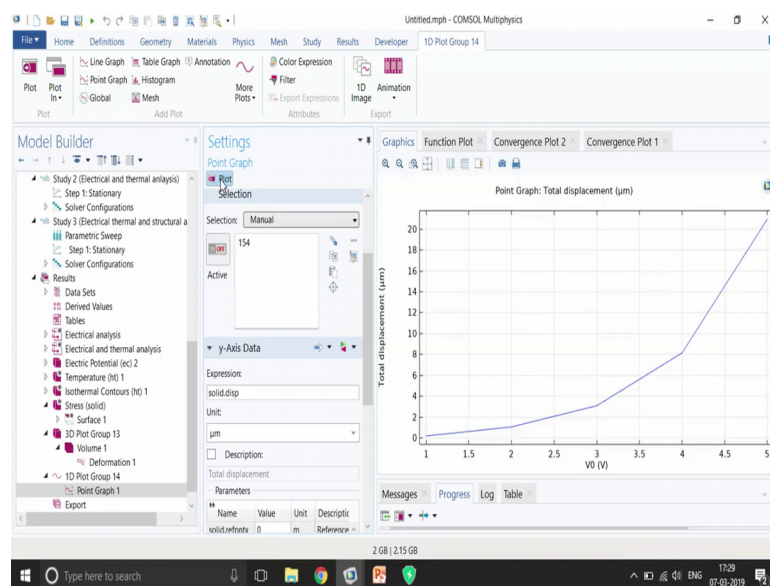 Untitled.mph - COMSOL Multiphysics
File Home Definitions Geometry Materials Physics Mesh Study Results Developer 1D Plot Group 14
Line Graph Table Graph Annotation
Point Graph Histogram
Global Mesh
Plot
Plot In
More Plots
Color Expression
Filter
Export Expressions
1D Image
Animation
Plot Add Plot Attributes Export
Model Builder
Study 2 (Electrical and thermal anlaysis)
Step 1: Stationary
Solver Configurations
Study 3 (Electrical thermal and structural a
Parametric Sweep
Step 1: Stationary
Solver Configurations
Results
Data Sets
Derived Values
Tables
Electrical analysis
Electrical and thermal analysis
Electric Potential (ec) 2
Temperature (ht) 1
Isothermal Contours (ht) 1
Stress (solid)
Surface 1
3D Plot Group 13
Volume 1
Deformation 1
1D Plot Group 14
Point Graph 1
Export
Settings
Point Graph
Plot
Selection
Selection: Manual
OFF
Active
154
y-Axis Data
Expression:
solid.disp
Unit:
µm
Description:
Total displacement
Parameters
Name Value Unit Descriptic
solid.refpntx 0 m Reference
Graphics Function Plot Convergence Plot 2 Convergence Plot 1
Point Graph: Total displacement (µm)
Total displacement (µm)
20
18
16
14
12
10
8
6
4
2
0
1 1.5 2 2.5 3 3.5 4 4.5 5
V0 (V)
Messages Progress Log Table
2 GB | 2.15 GB
Type here to search
ENG
17:29
07-03-2019